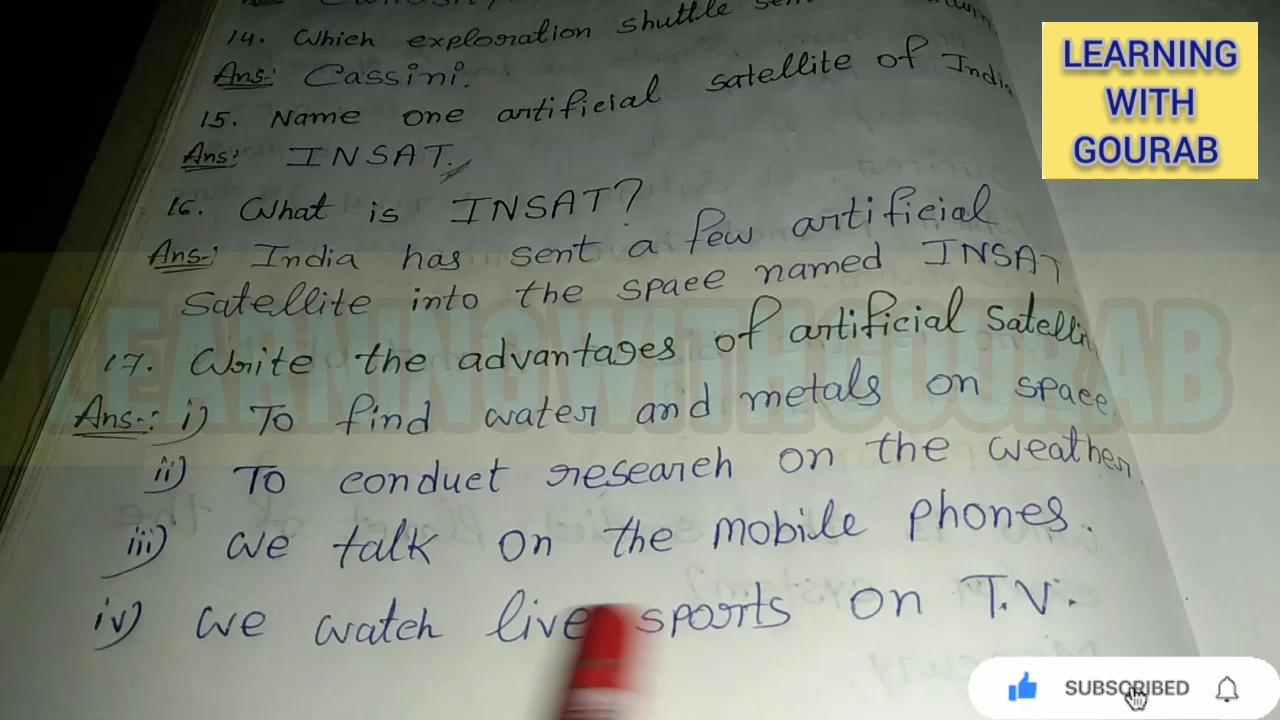 14. Which exploration shuttle sent
Ans: Cassini.
15. Name one artificial satellite of India
Ans: INSAT.
16. What is INSAT?
Ans: India has sent a few artificial
Satellite into the space named INSAT
17. Write the advantages of artificial Satellit
Ans: i) To find water and metals on space.
ii) To conduct research on the weather.
iii) We talk on the mobile phones.
iv) We watch live sports on T.V.
LEARNING
WITH
GOURAB
LEARNINGWITHGOURAB
SUBSCRIBED